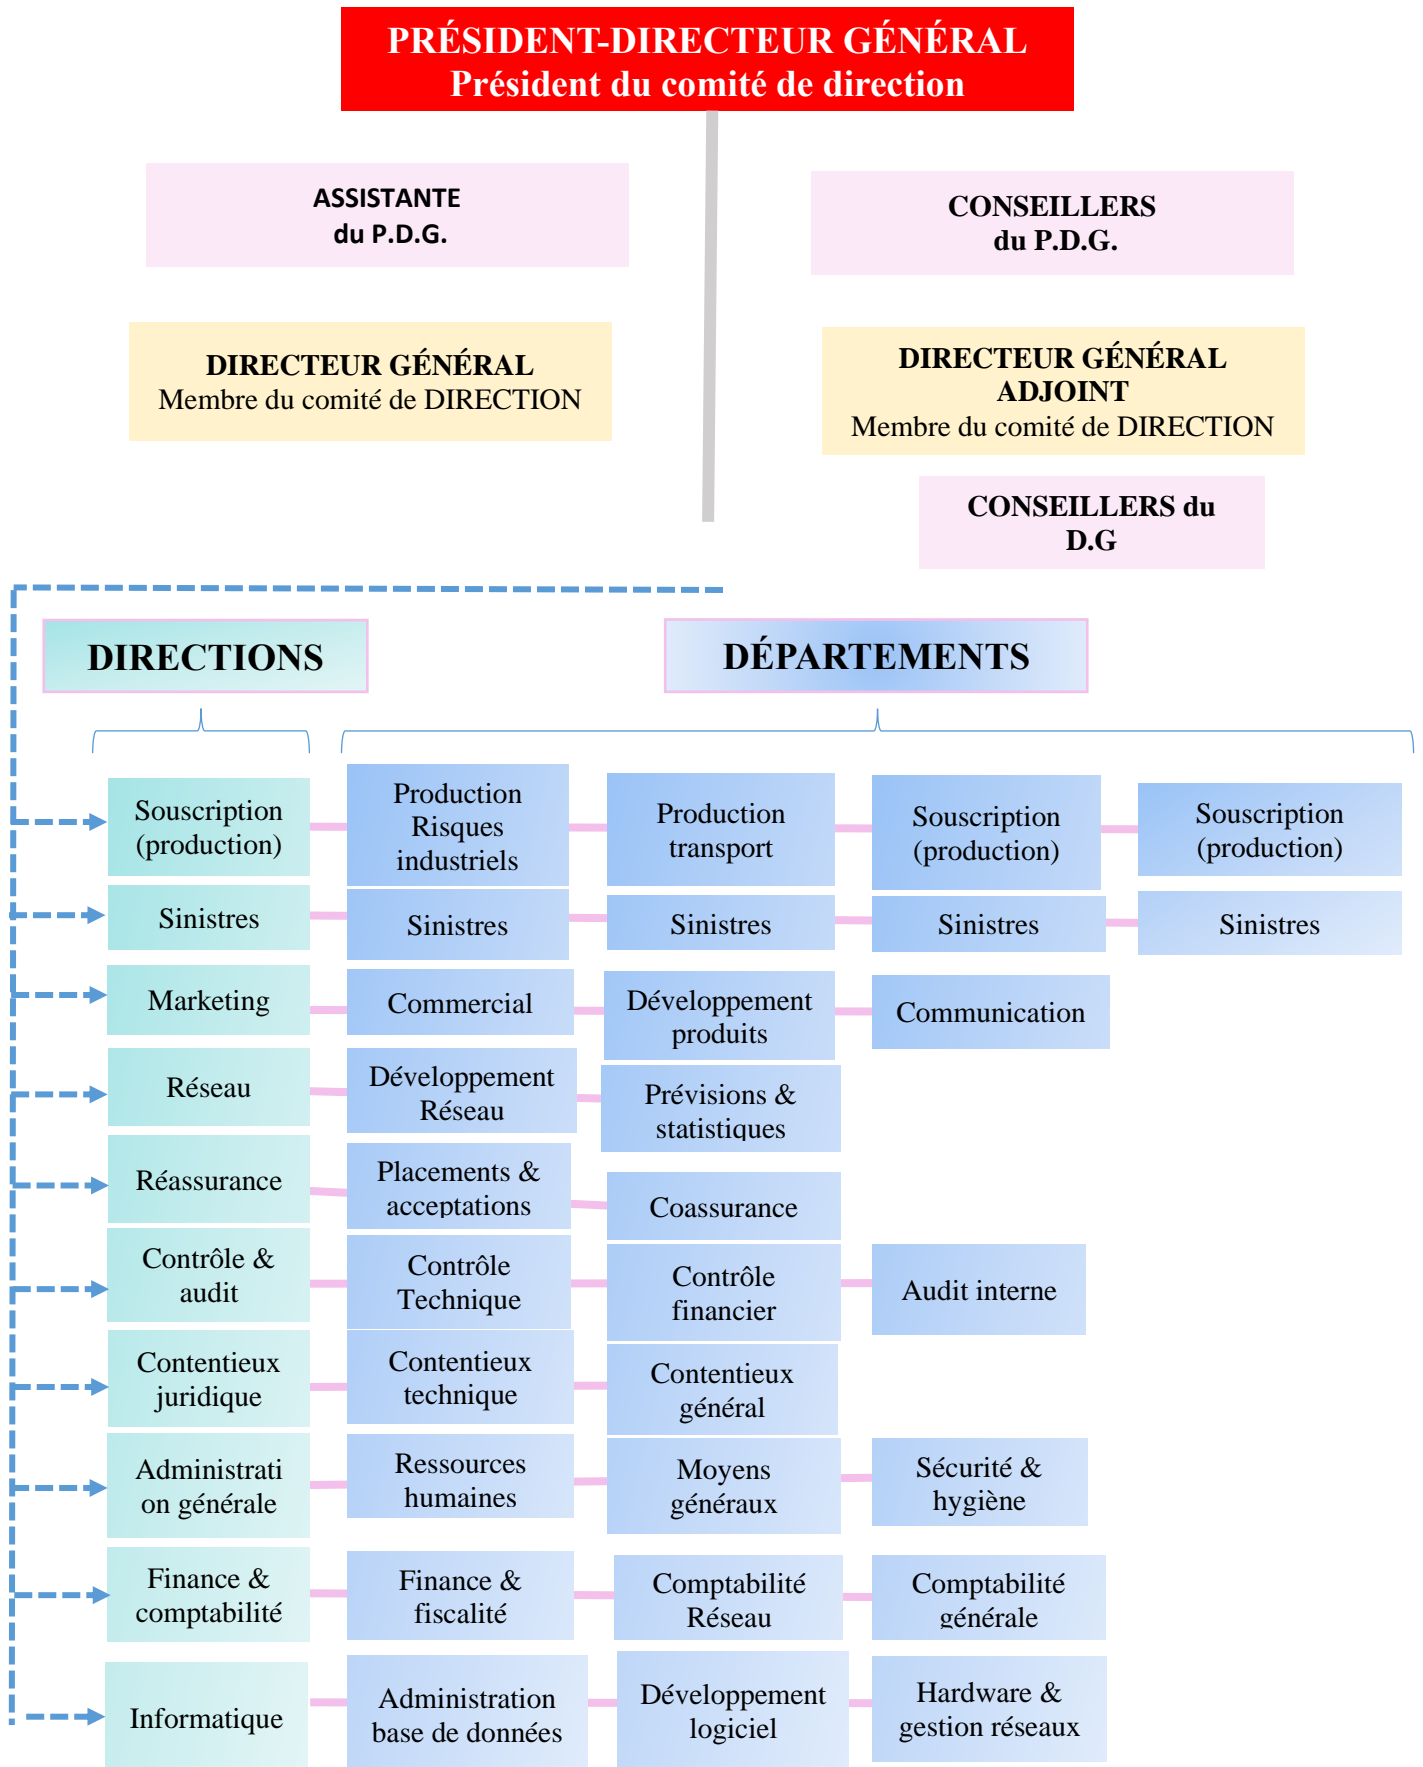 PRÉSIDENT-DIRECTEUR GÉNÉRAL
Président du comité de direction
ASSISTANTE
du P.D.G.
CONSEILLERS
du P.D.G.
DIRECTEUR GÉNÉRAL
Membre du comité de DIRECTION
DIRECTEUR GÉNÉRAL
ADJOINT
Membre du comité de DIRECTION
CONSEILLERS du
D.G
DIRECTIONS
DÉPARTEMENTS
Souscription
(production)
Production
Risques
industriels
Production
transport
Souscription
(production)
Souscription
(production)
Sinistres
Sinistres
Sinistres
Sinistres
Sinistres
Marketing
Commercial
Développement
produits
Communication
Réseau
Développement
Réseau
Prévisions &
statistiques
Réassurance
Placements &
acceptations
Coassurance
Contrôle &
audit
Contrôle
Technique
Contrôle
financier
Audit interne
Contentieux
juridique
Contentieux
technique
Contentieux
général
Administrati
on générale
Ressources
humaines
Moyens
généraux
Sécurité &
hygiène
Finance &
comptabilité
Finance &
fiscalité
Comptabilité
Réseau
Comptabilité
générale
Informatique
Administration
base de données
Développement
logiciel
Hardware &
gestion réseaux